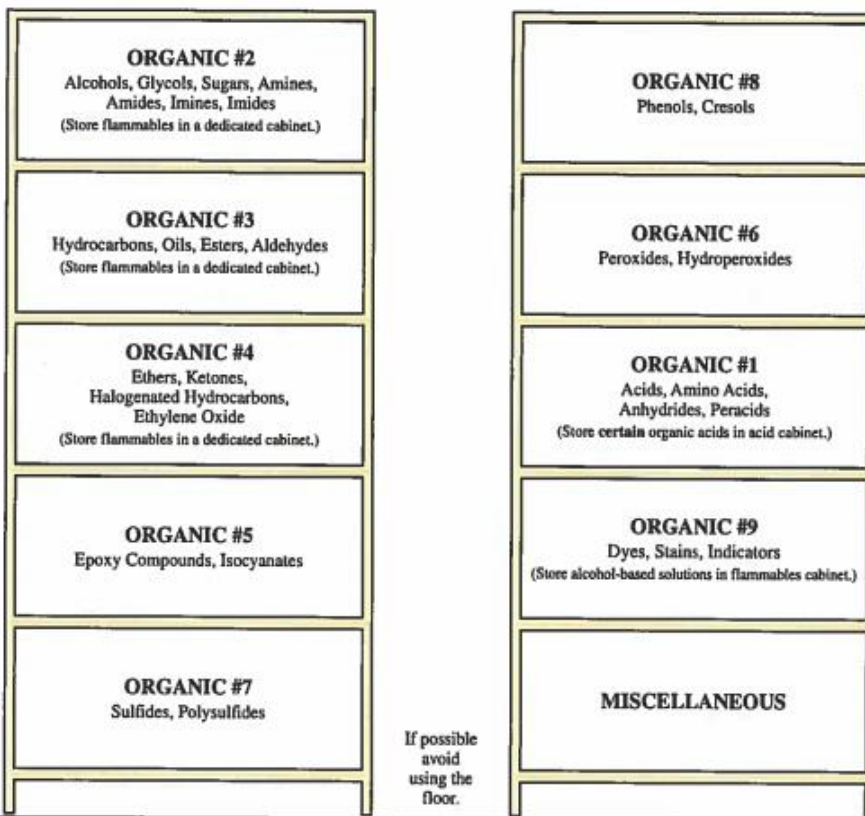 ORGANIC #2
Alcohols, Glycols, Sugars, Amines,
Amides, Imines, Imides
(Store flammables in a dedicated cabinet.)
ORGANIC #3
Hydrocarbons, Oils, Esters, Aldehydes
(Store flammables in a dedicated cabinet.)
ORGANIC #4
Ethers, Ketones,
Halogenated Hydrocarbons,
Ethylene Oxide
(Store flammables in a dedicated cabinet.)
ORGANIC #5
Epoxy Compounds, Isocyanates
ORGANIC #7
Sulfides, Polysulfides
If possible
avoid
using the
floor.
ORGANIC #8
Phenols, Cresols
ORGANIC #6
Peroxides, Hydroperoxides
ORGANIC #1
Acids, Amino Acids,
Anhydrides, Peracids
(Store certain organic acids in acid cabinet.)
ORGANIC #9
Dyes, Stains, Indicators
(Store alcohol-based solutions in flammables cabinet.)
MISCELLANEOUS